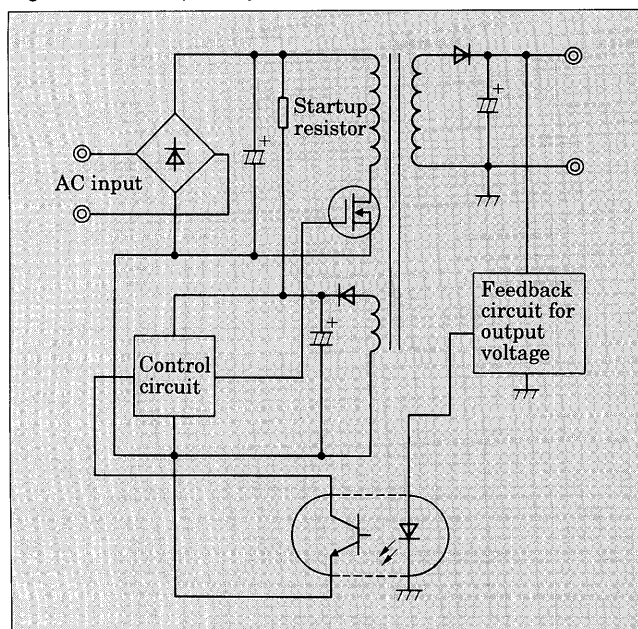 Startup
resistor
AC input
Control
circuit
Feedback
circuit for
output
voltage